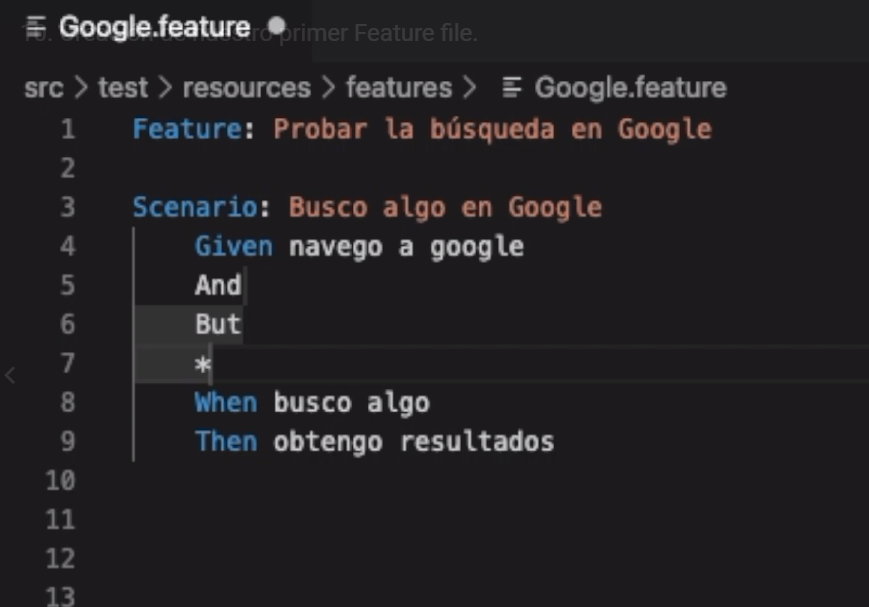 Google.feature
primer Feature file.
src > test > resources > features > Google.feature
1 Feature: Probar la búsqueda en Google
2
3 Scenario: Busco algo en Google
4 Given navego a google
5 And
6 But
7 *
8 When busco algo
9 Then obtengo resultados
10
11
12
13